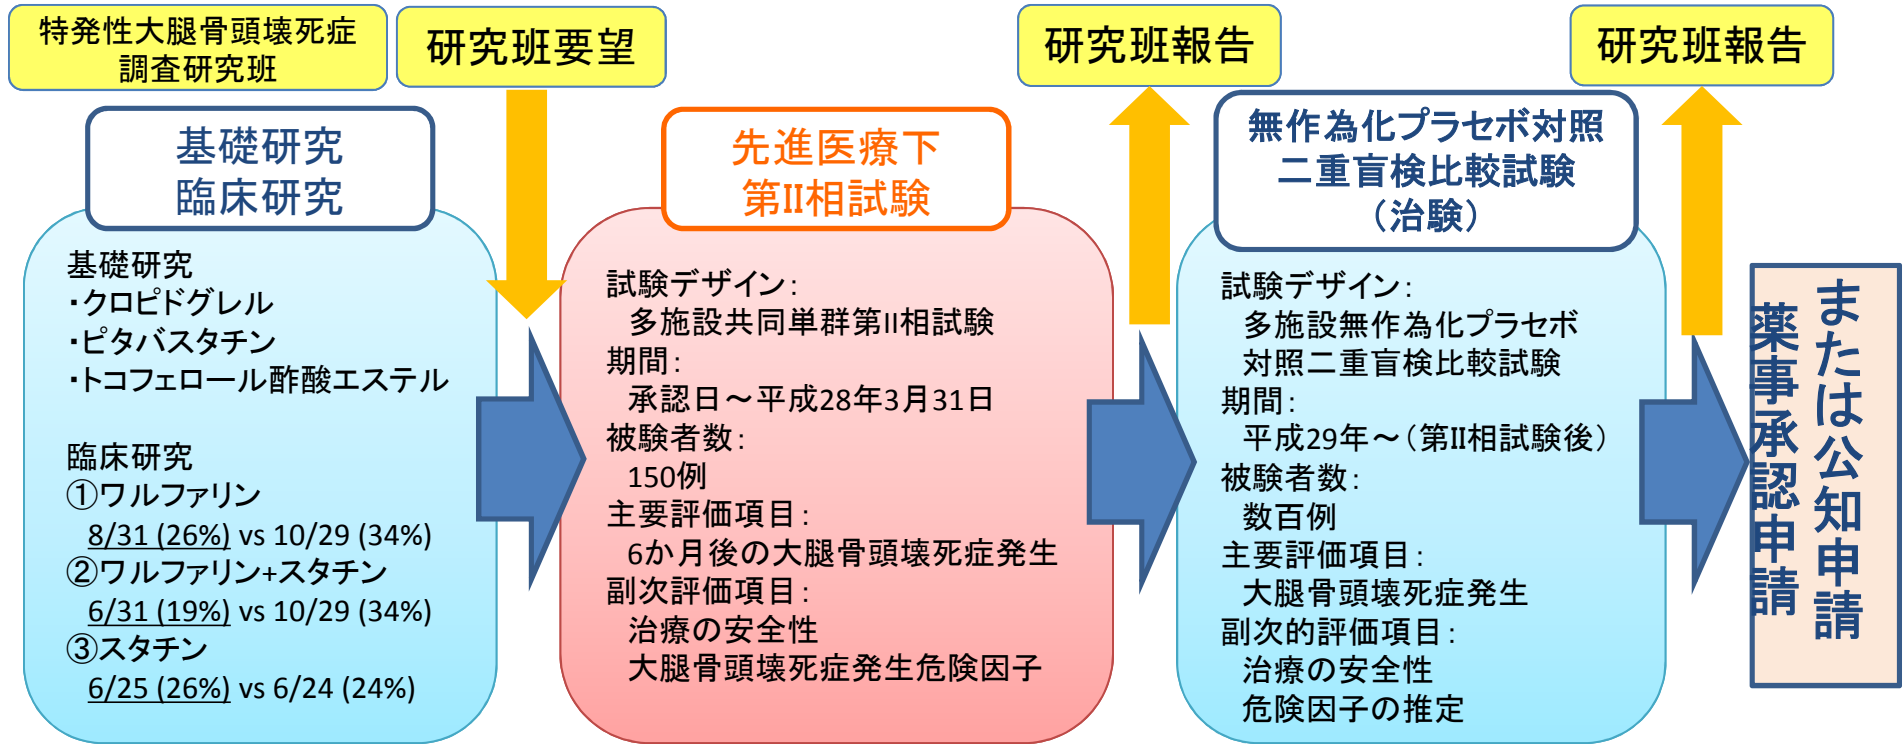 特発性大腿骨頭壊死症
調査研究班
研究班要望
研究班報告
研究班報告
基礎研究
臨床研究
基礎研究
・クロピドグレル
・ピタバスタチン
・トコフェロール酢酸エステル
臨床研究
①ワルファリン
8/31 (26%) vs 10/29 (34%)
②ワルファリン+スタチン
6/31 (19%) vs 10/29 (34%)
③スタチン
6/25 (26%) vs 6/24 (24%)
先進医療下
第II相試験
試験デザイン：
多施設共同単群第II相試験
期間：
承認日～平成28年3月31日
被験者数：
150例
主要評価項目：
6か月後の大腿骨頭壊死症発生
副次評価項目：
治療の安全性
大腿骨頭壊死症発生危険因子
無作為化プラセボ対照
二重盲検比較試験
（治験）
試験デザイン：
多施設無作為化プラセボ
対照二重盲検比較試験
期間：
平成29年～（第II相試験後）
被験者数：
数百例
主要評価項目：
大腿骨頭壊死症発生
副次的評価項目：
治療の安全性
危険因子の推定
または公知申請
薬事承認申請